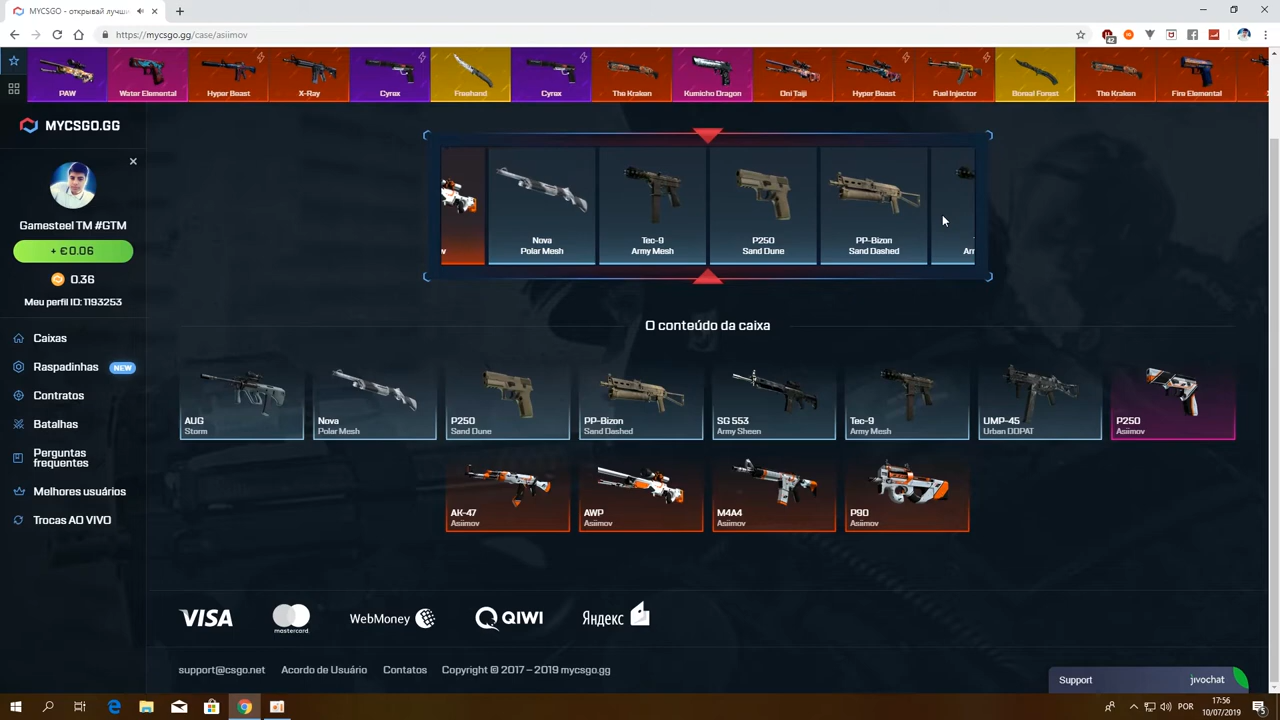 MYCSGO - открывай лучш
https://mycsgo.gg/case/asiimov
42
PAW
Water Elemental
Hyper Beast
X-Ray
Cyrex
Freehand
Cyrex
The Kraken
Kumicho Dragon
Oni Taiji
Hyper Beast
Fuel Injector
Boreal Forest
The Kraken
Fire Elemental
MYCSGO.GG
Gamesteel TM #GTM
+ €0.06
0.36
Meu perfil ID: 1193253
Caixas
Raspadinhas NEW
Contratos
Batalhas
Perguntas
frequentes
Melhores usuários
Trocas AO VIVO
Nova
Polar Mesh
Tec-9
Army Mesh
P250
Sand Dune
PP-Bizon
Sand Dashed
O conteúdo da caixa
AUG
Storm
Nova
Polar Mesh
P250
Sand Dune
PP-Bizon
Sand Dashed
SG 553
Army Sheen
Tec-9
Army Mesh
UMP-45
Urban DDPAT
P250
Asiimov
AK-47
Asiimov
AWP
Asiimov
M4A4
Asiimov
P90
Asiimov
VISA
mastercard.
WebMoney
QIWI
Яндекс
support@csgo.net
Acordo de Usuário
Contatos
Copyright © 2017 – 2019 mycsgo.gg
Support
jivochat
POR
17:56
10/07/2019
5